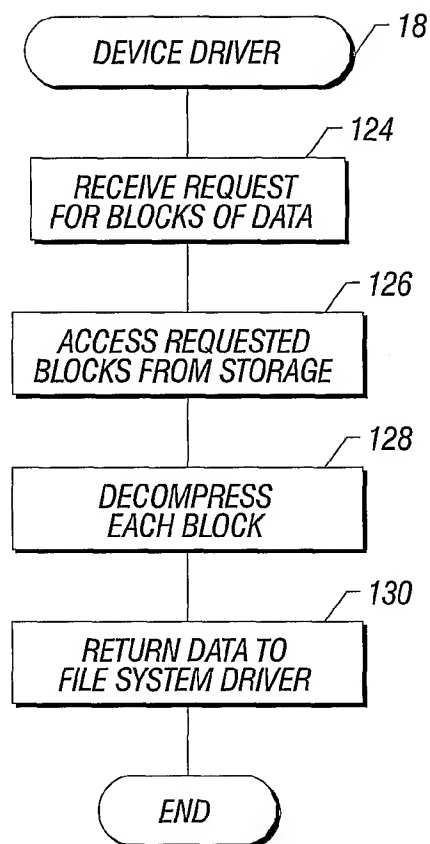 DEVICE DRIVER
18
124
RECEIVE REQUEST
FOR BLOCKS OF DATA
126
ACCESS REQUESTED
BLOCKS FROM STORAGE
128
DECOMPRESS
EACH BLOCK
130
RETURN DATA TO
FILE SYSTEM DRIVER
END